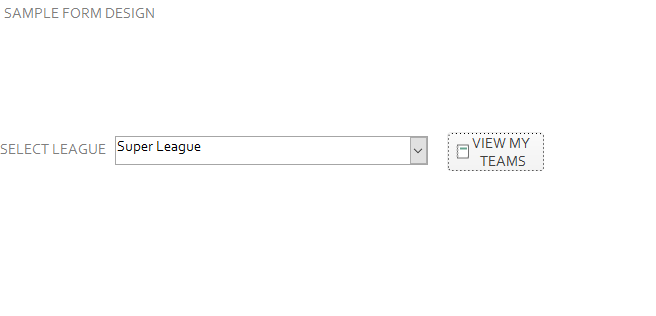 SAMPLE FORM DESIGN
SELECT LEAGUE
Super League
VIEW MY
TEAMS